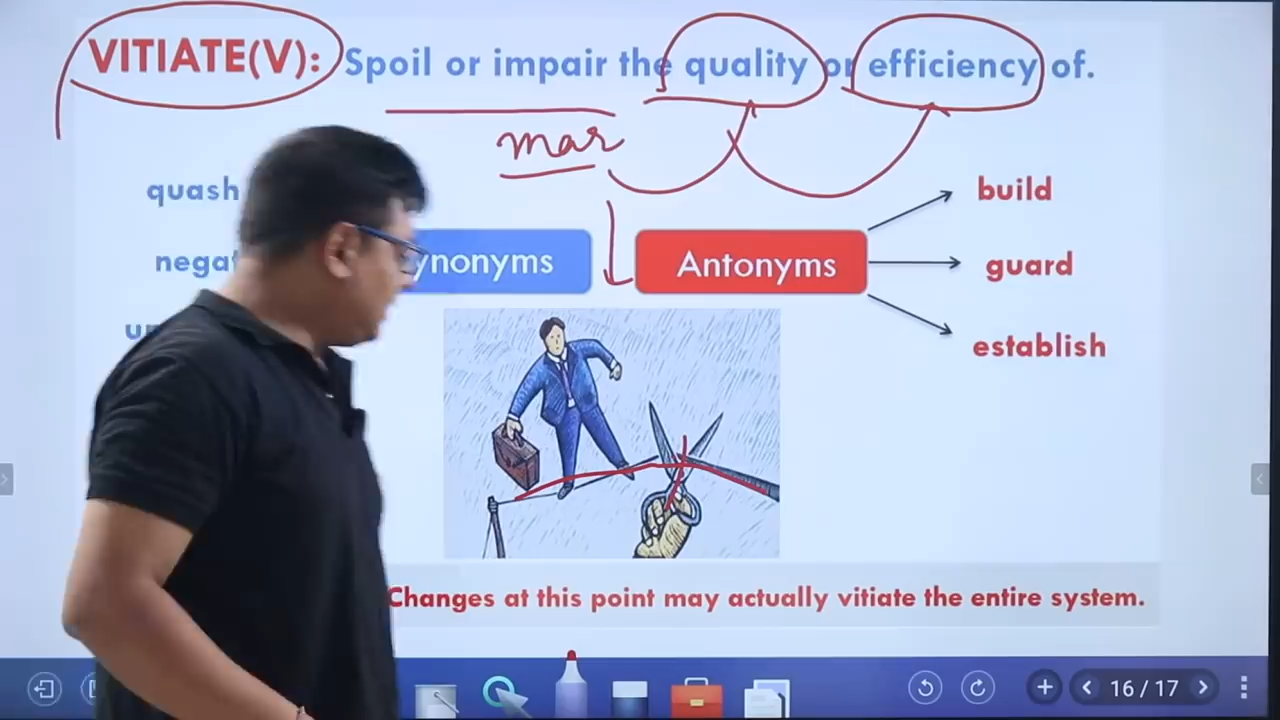 VITIATE(V): Spoil or impair the quality or efficiency of.
mar
quash
build
Antonyms
guard
establish
Changes at this point may actually vitiate the entire system.
16 / 17